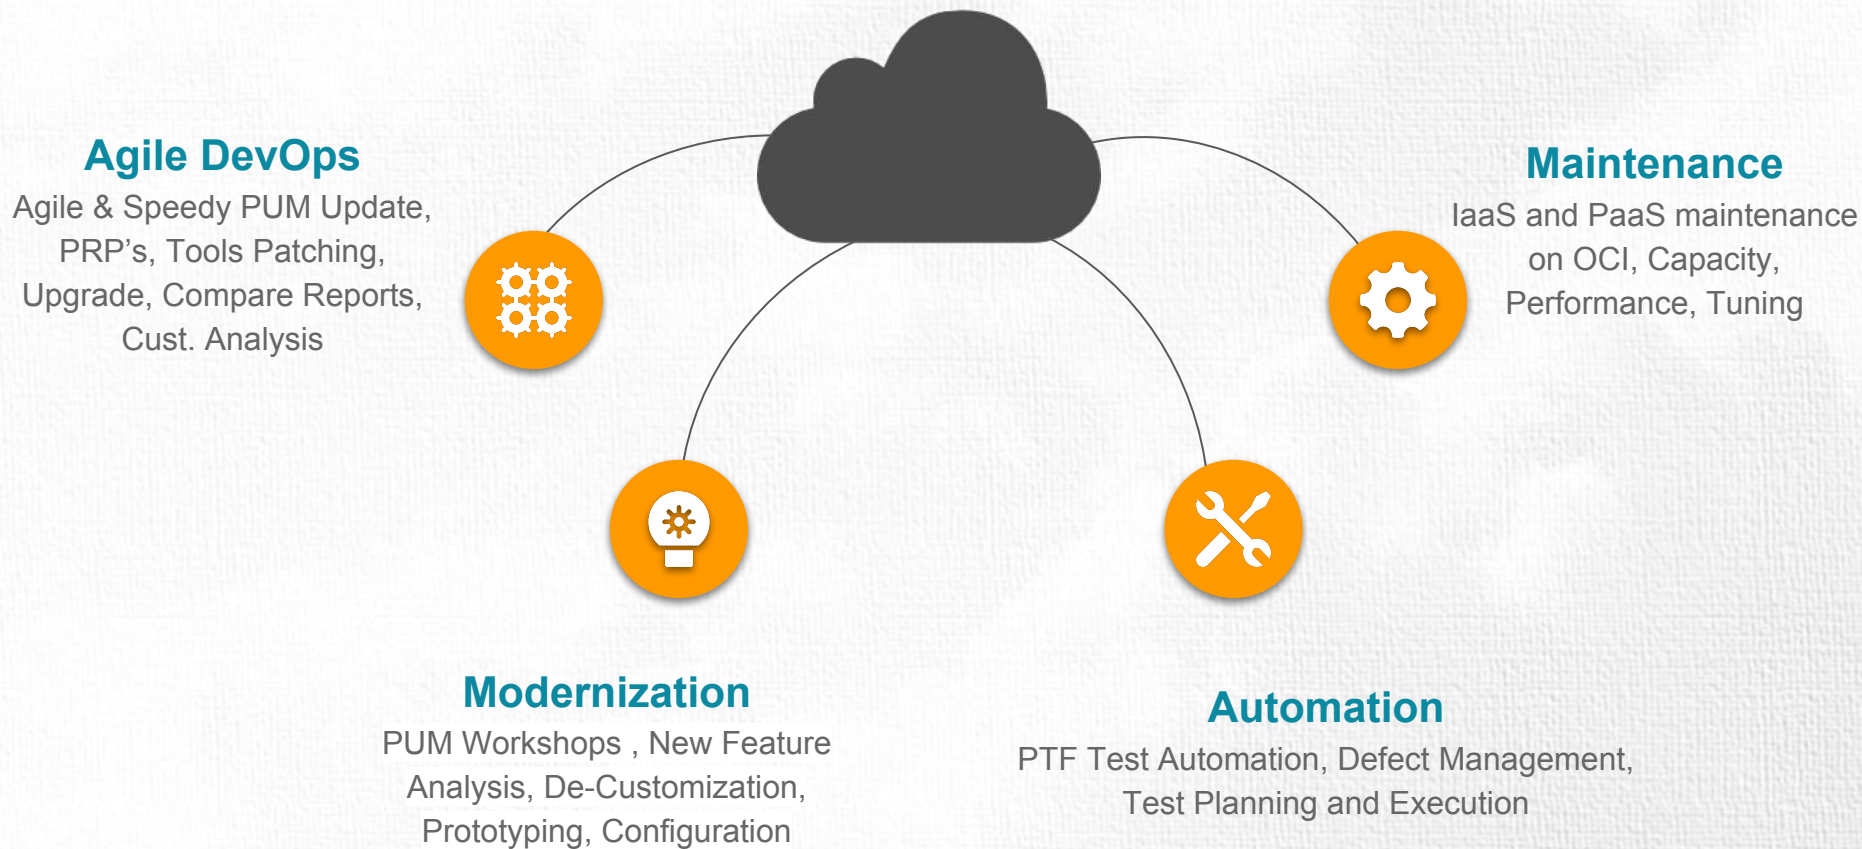 Agile DevOps
Agile & Speedy PUM Update,
PRP’s, Tools Patching,
Upgrade, Compare Reports,
Cust. Analysis
Maintenance
IaaS and PaaS maintenance
on OCI, Capacity,
Performance, Tuning
Modernization
PUM Workshops , New Feature
Analysis, De-Customization,
Prototyping, Configuration
Automation
PTF Test Automation, Defect Management,
Test Planning and Execution